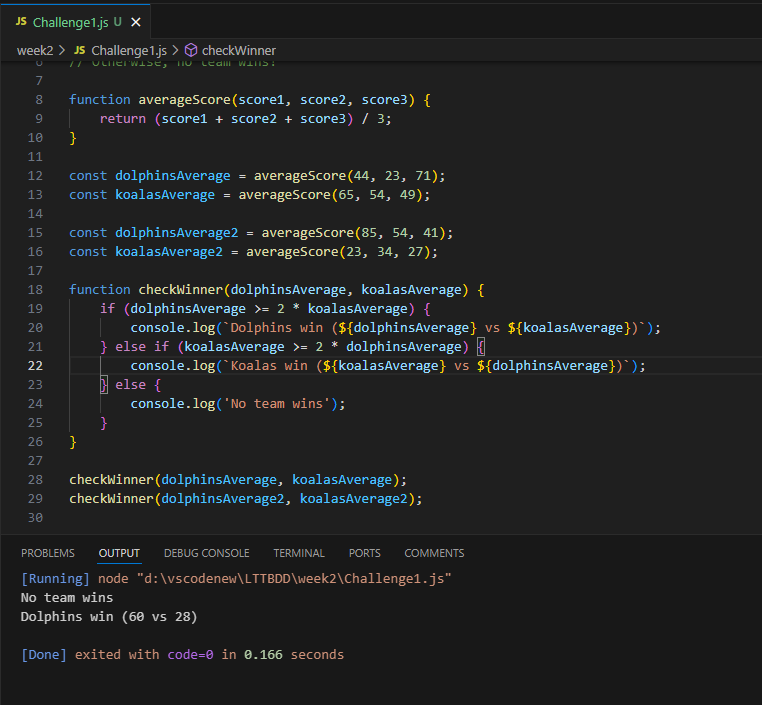 JS Challenge1.js U ×
week2 > JS Challenge1.js > checkWinner
6 // Otherwise, no team wins!
7
8 function averageScore(score1, score2, score3) {
9     return (score1 + score2 + score3) / 3;
10 }
11
12 const dolphinsAverage = averageScore(44, 23, 71);
13 const koalasAverage = averageScore(65, 54, 49);
14
15 const dolphinsAverage2 = averageScore(85, 54, 41);
16 const koalasAverage2 = averageScore(23, 34, 27);
17
18 function checkWinner(dolphinsAverage, koalasAverage) {
19     if (dolphinsAverage >= 2 * koalasAverage) {
20         console.log(`Dolphins win (${dolphinsAverage} vs ${koalasAverage})`);
21     } else if (koalasAverage >= 2 * dolphinsAverage) {
22         console.log(`Koalas win (${koalasAverage} vs ${dolphinsAverage})`);
23     } else {
24         console.log('No team wins');
25     }
26 }
27
28 checkWinner(dolphinsAverage, koalasAverage);
29 checkWinner(dolphinsAverage2, koalasAverage2);
30
PROBLEMS OUTPUT DEBUG CONSOLE TERMINAL PORTS COMMENTS
[Running] node "d:\vscodenew\LTTBDD\week2\Challenge1.js"
No team wins
Dolphins win (60 vs 28)
[Done] exited with code=0 in 0.166 seconds